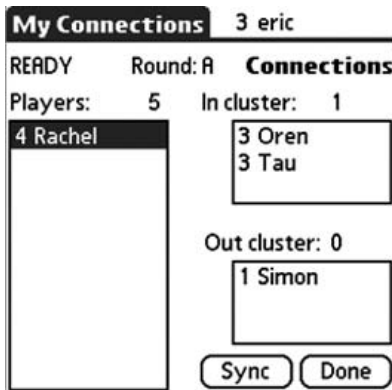 My Connections 3 eric
READY Round: A Connections
Players: 5 In cluster: 1
4 Rachel
3 Oren
3 Tau
Out cluster: 0
1 Simon
Sync Done